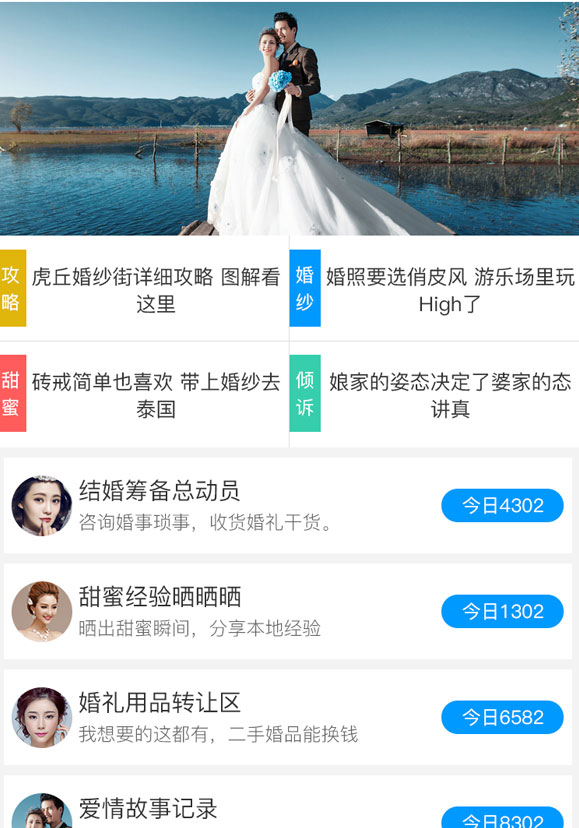 攻略
虎丘婚纱街详细攻略 图解看
这里
婚纱
婚照要选俏皮风 游乐场里玩
High了
甜蜜
砖戒简单也喜欢 带上婚纱去
泰国
倾诉
娘家的姿态决定了婆家的态
讲真
结婚筹备总动员
咨询婚事琐事，收货婚礼干货。
今日4302
甜蜜经验晒晒晒
晒出甜蜜瞬间，分享本地经验
今日1302
婚礼用品转让区
我想要的这都有，二手婚品能换钱
今日6582
爱情故事记录
今日8302